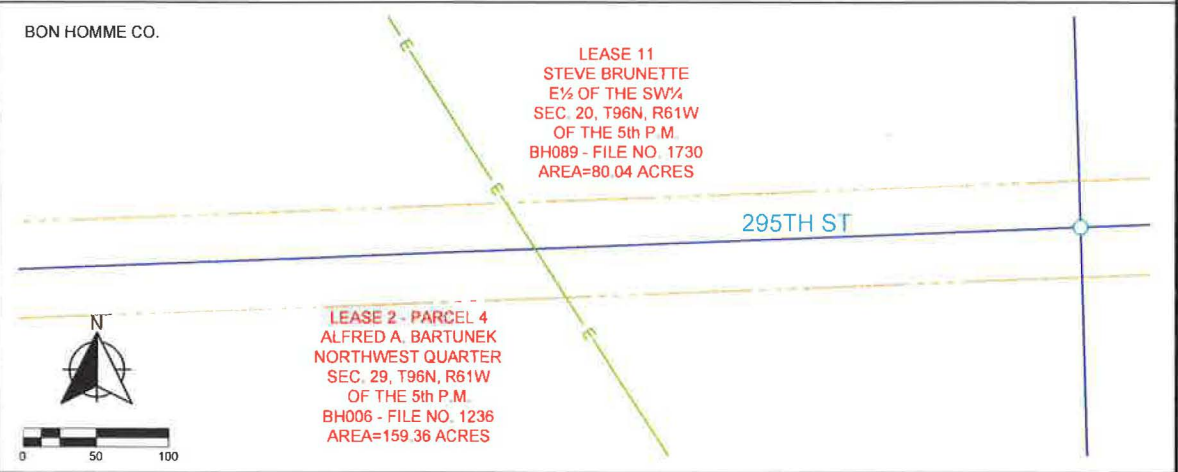 BON HOMME CO.
LEASE 11
STEVE BRUNETTE
E½ OF THE SW¼
SEC. 20, T96N, R61W
OF THE 5th P.M.
BH089 - FILE NO. 1730
AREA=80.04 ACRES
E
E
295TH ST
E
LEASE 2 - PARCEL 4
ALFRED A. BARTUNEK
NORTHWEST QUARTER
SEC. 29, T96N, R61W
OF THE 5th P.M.
BH006 - FILE NO. 1236
AREA=159.36 ACRES
N
0 50 100